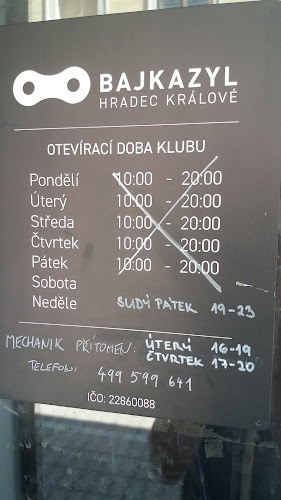 BAJKAZYL
HRADEC KRÁLOVÉ
OTEVÍRACÍ DOBA KLUBU
Pondělí 10:00 - 20:00
Úterý 10:00 - 20:00
Středa 10:00 - 20:00
Čtvrtek 10:00 - 20:00
Pátek 10:00 - 20:00
Sobota
Neděle SUDÝ PÁTEK 19-23
MECHANIK PŘÍTOMEN: ÚTERÝ 16-19
ČTVRTEK 17-20
TELEFON: 499 599 641
IČO: 22860088